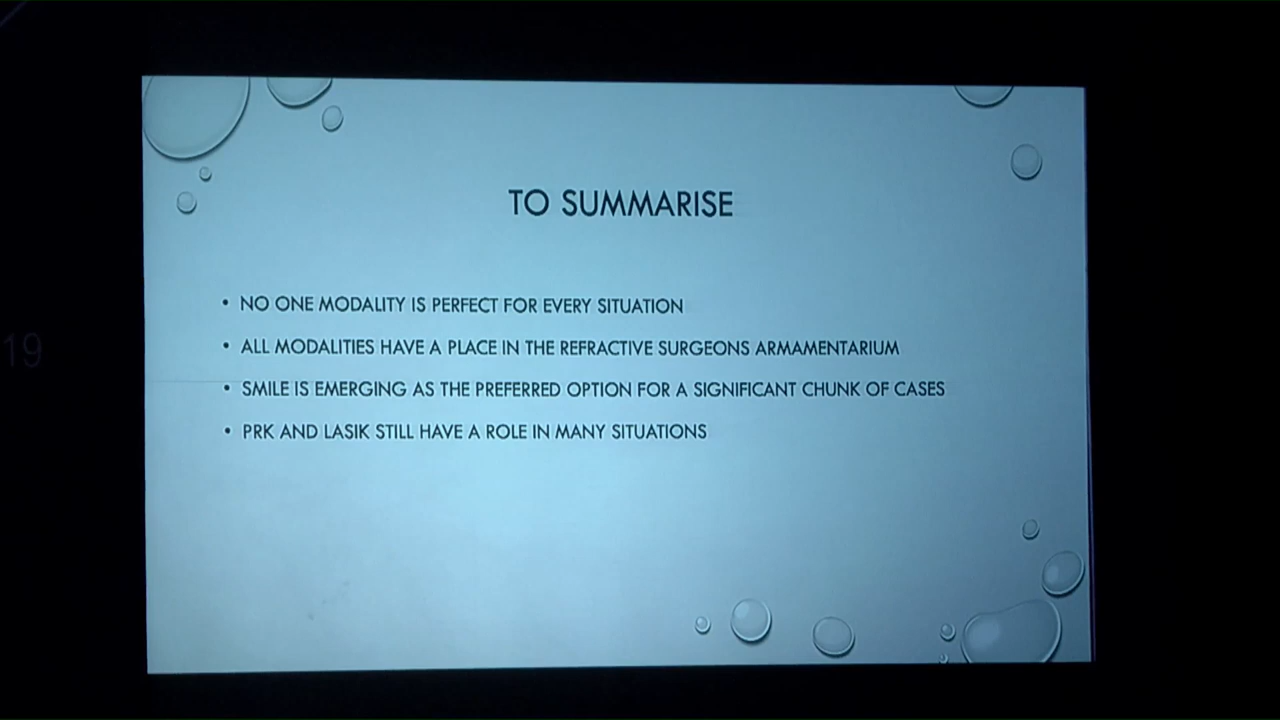 TO SUMMARISE
• NO ONE MODALITY IS PERFECT FOR EVERY SITUATION
• ALL MODALITIES HAVE A PLACE IN THE REFRACTIVE SURGEONS ARMAMENTARIUM
• SMILE IS EMERGING AS THE PREFERRED OPTION FOR A SIGNIFICANT CHUNK OF CASES
• PRK AND LASIK STILL HAVE A ROLE IN MANY SITUATIONS
19